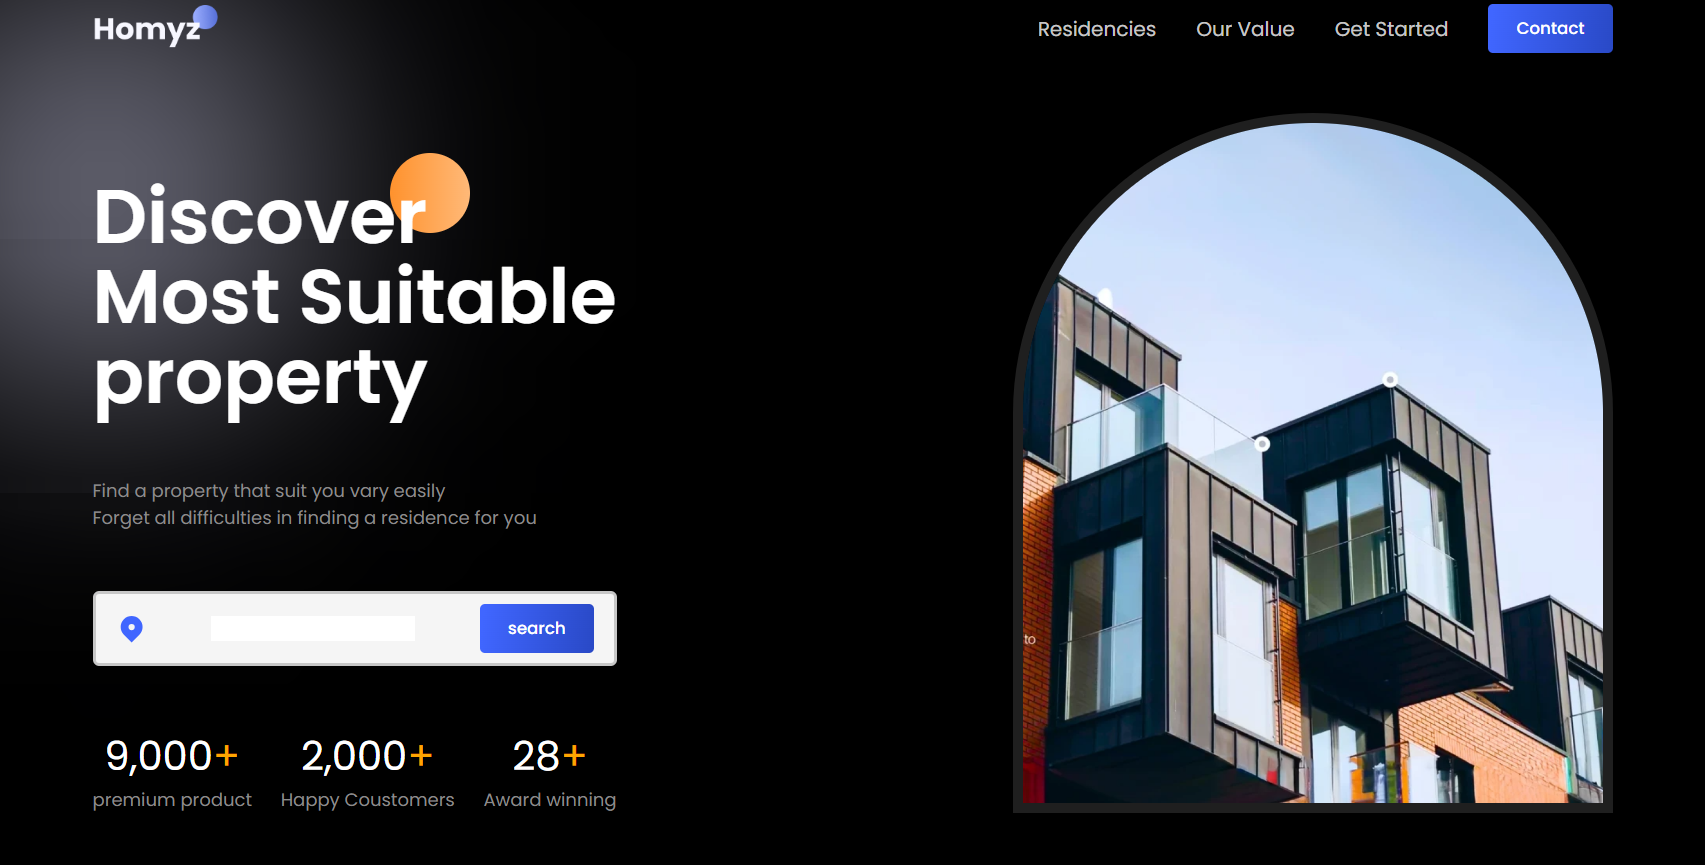 Homyz
Residencies
Our Value
Get Started
Contact
Discover
Most Suitable
property
Find a property that suit you vary easily
Forget all difficulties in finding a residence for you
search
9,000+
2,000+
28+
premium product
Happy Coustomers
Award winning
to